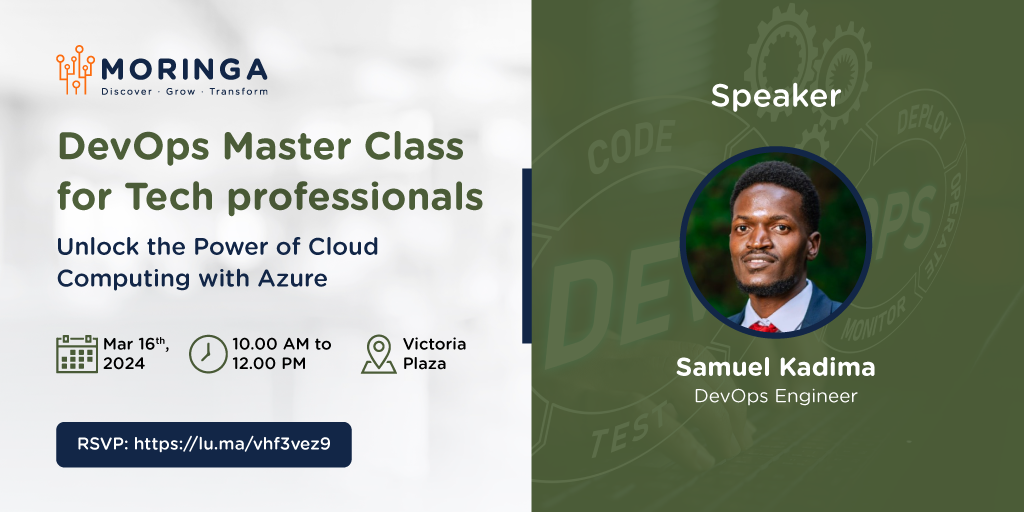 MORINGA
Discover · Grow · Transform
DevOps Master Class
for Tech professionals
Unlock the Power of Cloud
Computing with Azure
Mar 16th,
2024
10.00 AM to
12.00 PM
Victoria
Plaza
RSVP: https://lu.ma/vhf3vez9
Speaker
CODE
DEPLOY
DE
OPS
OPERATE
MONITOR
TEST
Samuel Kadima
DevOps Engineer